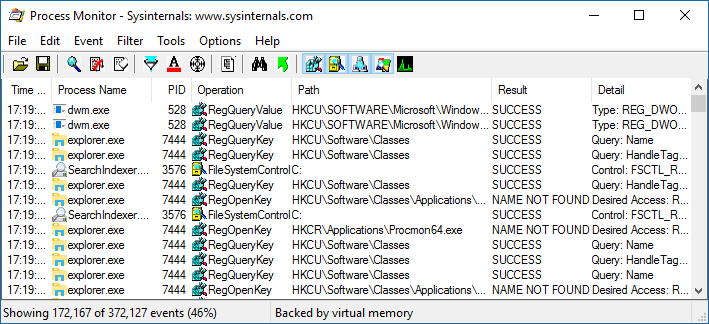 Process Monitor - Sysinternals: www.sysinternals.com
File Edit Event Filter Tools Options Help
Time ... Process Name PID Operation Path Result Detail
17:19:... dwm.exe 528 RegQueryValue HKCU\SOFTWARE\Microsoft\Window... SUCCESS Type: REG_DWO...
17:19:... dwm.exe 528 RegQueryValue HKCU\SOFTWARE\Microsoft\Window... SUCCESS Type: REG_DWO...
17:19:... explorer.exe 7444 RegQueryKey HKCU\Software\Classes SUCCESS Query: Name
17:19:... explorer.exe 7444 RegQueryKey HKCU\Software\Classes SUCCESS Query: HandleTag...
17:19:... SearchIndexer.... 3576 FileSystemControl C: SUCCESS Control: FSCTL_R...
17:19:... explorer.exe 7444 RegQueryKey HKCU\Software\Classes SUCCESS Query: HandleTag...
17:19:... explorer.exe 7444 RegOpenKey HKCU\Software\Classes\Applications\... NAME NOT FOUND Desired Access: R...
17:19:... SearchIndexer.... 3576 FileSystemControl C: SUCCESS Control: FSCTL_R...
17:19:... explorer.exe 7444 RegOpenKey HKCR\Applications\Procmon64.exe NAME NOT FOUND Desired Access: R...
17:19:... explorer.exe 7444 RegQueryKey HKCU\Software\Classes SUCCESS Query: Name
17:19:... explorer.exe 7444 RegQueryKey HKCU\Software\Classes SUCCESS Query: HandleTag...
17:19:... explorer.exe 7444 RegQueryKey HKCU\Software\Classes SUCCESS Query: HandleTag...
17:19:... explorer.exe 7444 RegOpenKey HKCU\Software\Classes\Applications\... NAME NOT FOUND Desired Access: R...
Showing 172,167 of 372,127 events (46%) Backed by virtual memory